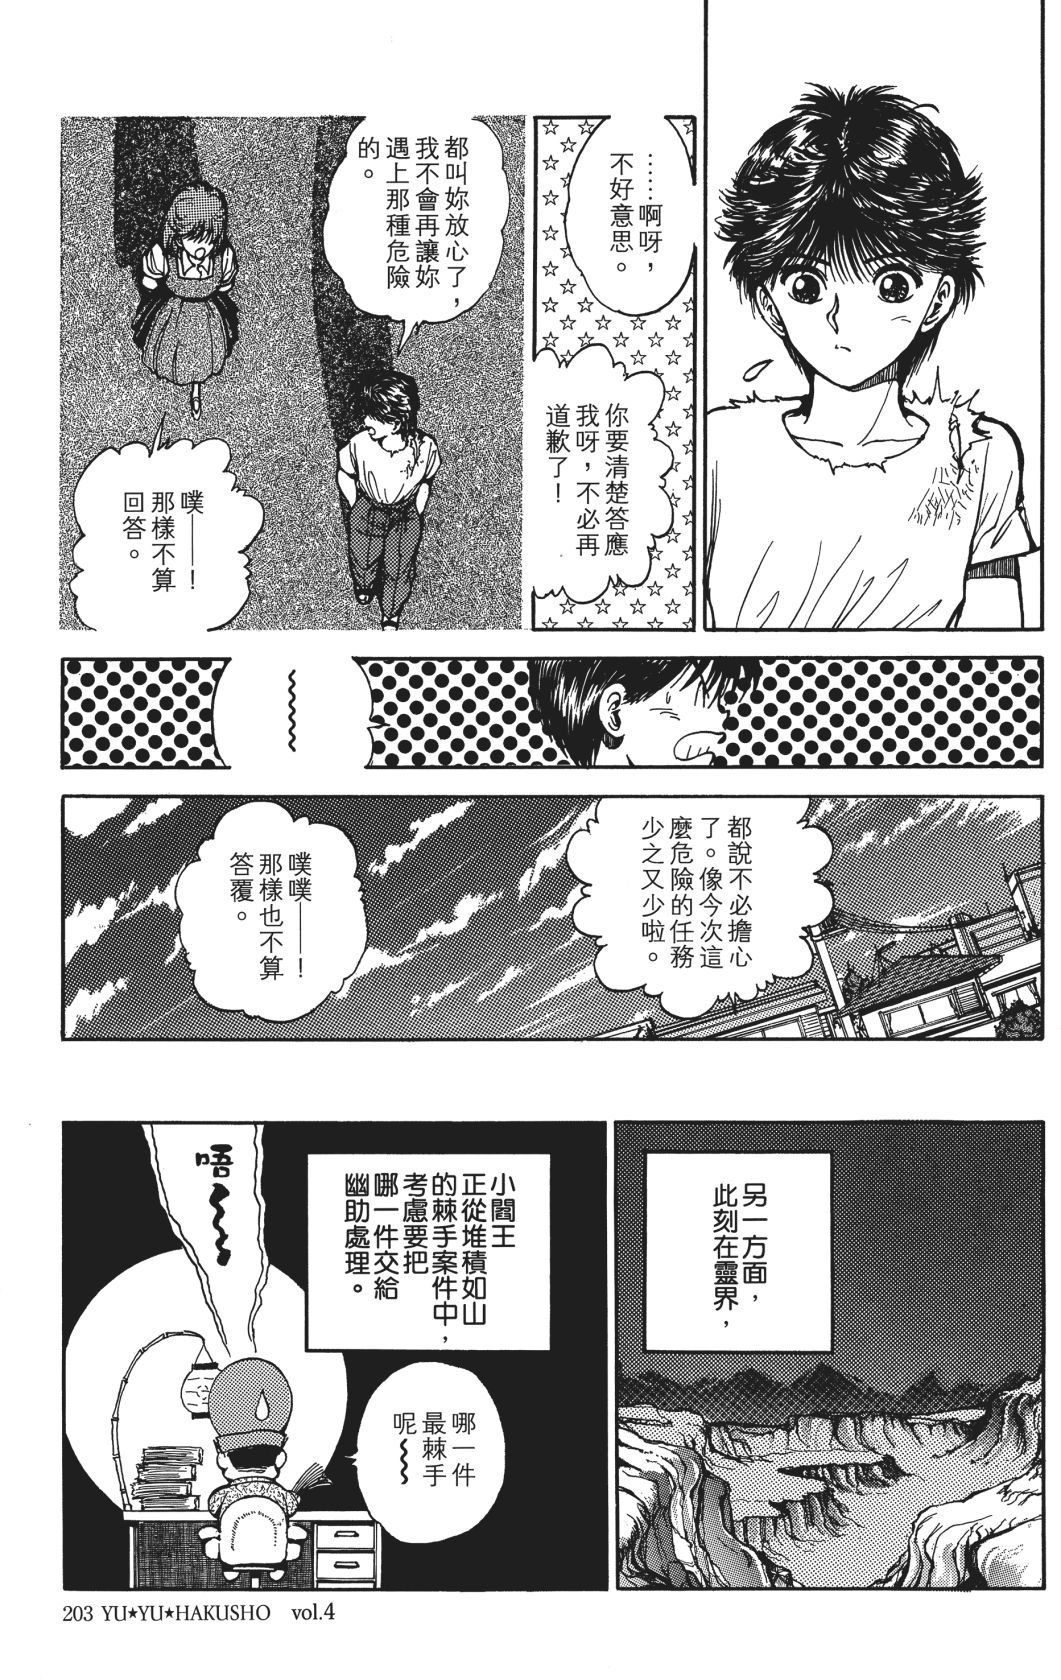 ……啊呀，
不好意思。
你要清楚答應
我呀，不必再
道歉了！
都叫妳放心了，
我不會再讓妳
遇上那種危險
的。
噗——！
那樣不算
回答。
～～
都說不必擔心
了。像今次這
麼危險的任務
少之又少啦。
噗噗——！
那樣也不算
答覆。
另一方面，
此刻在靈界，
小閻王
正從堆積如山
的棘手案件中，
考慮要把
哪一件交給
幽助處理。
唔～～
哪一件
最棘手
呢～～
203 YU★YU★HAKUSHO vol.4